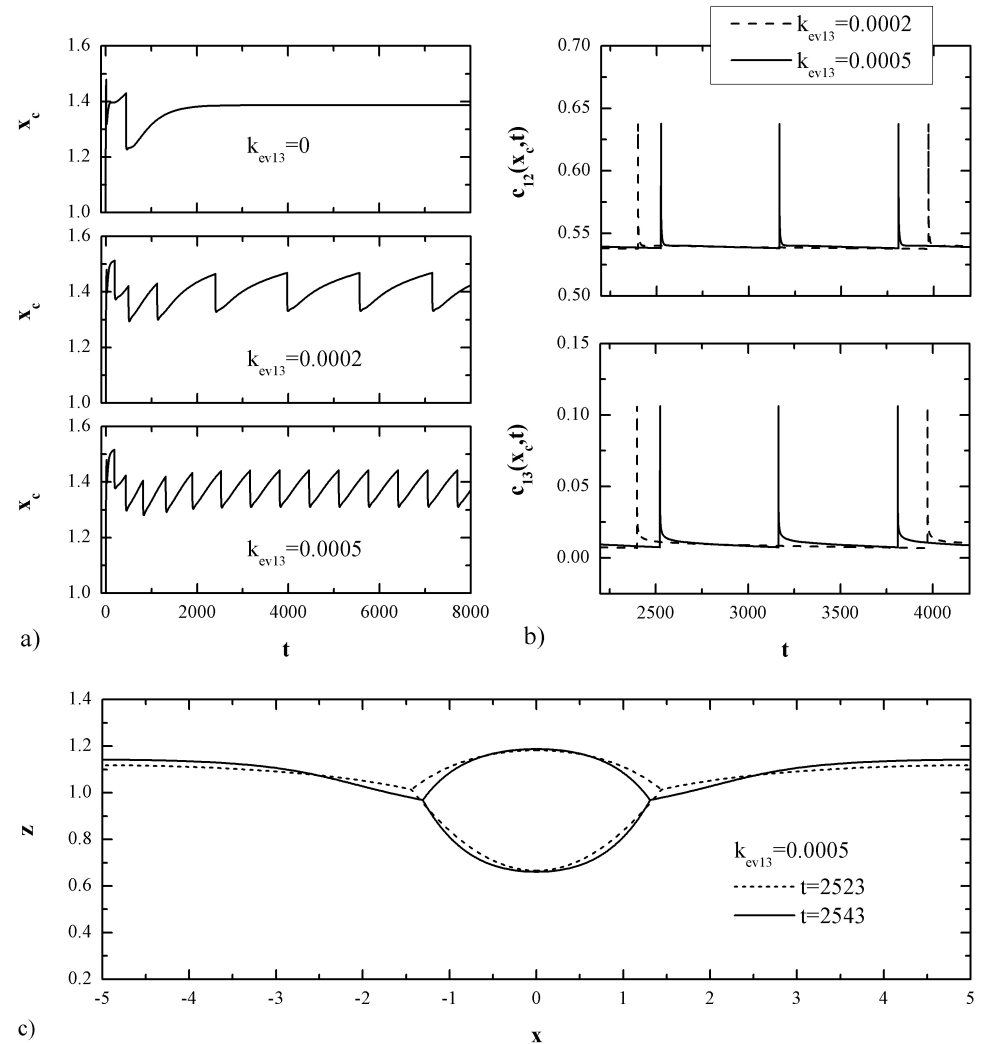 1.6
1.4
1.2
1.0
x_c
k_ev13=0
1.6
1.4
1.2
1.0
x_c
k_ev13=0.0002
1.6
1.4
1.2
1.0
x_c
k_ev13=0.0005
0 2000 4000 6000 8000
a)
t
k_ev13=0.0002
k_ev13=0.0005
0.70
0.65
0.60
0.55
0.50
c_12(x_c,t)
0.15
0.10
0.05
0.00
c_13(x_c,t)
2500 3000 3500 4000
b)
t
1.4
1.2
1.0
0.8
0.6
0.4
0.2
z
k_ev13=0.0005
t=2523
t=2543
-5 -4 -3 -2 -1 0 1 2 3 4 5
c)
x